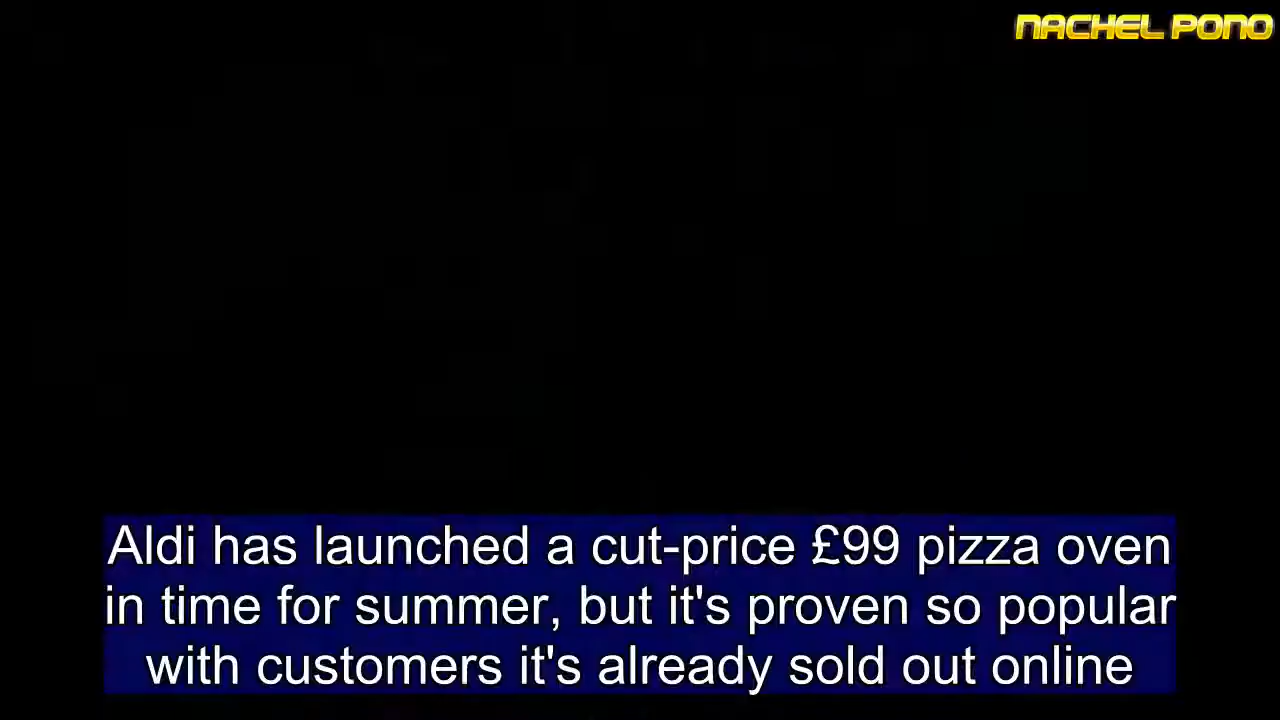 NACHEL PONO
Aldi has launched a cut-price £99 pizza oven
in time for summer, but it's proven so popular
with customers it's already sold out online